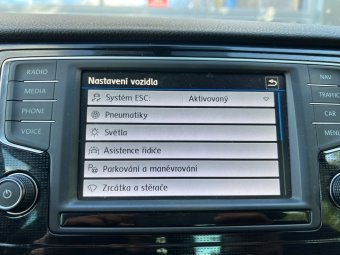 Nastavení vozidla
RADIO
MEDIA
PHONE
VOICE
Systém ESC: Aktivovaný
Pneumatiky
Světla
Asistence řidiče
Parkování a manévrování
Zrcátka a stěrače
NAV
TRAFFIC
CAR
MENU